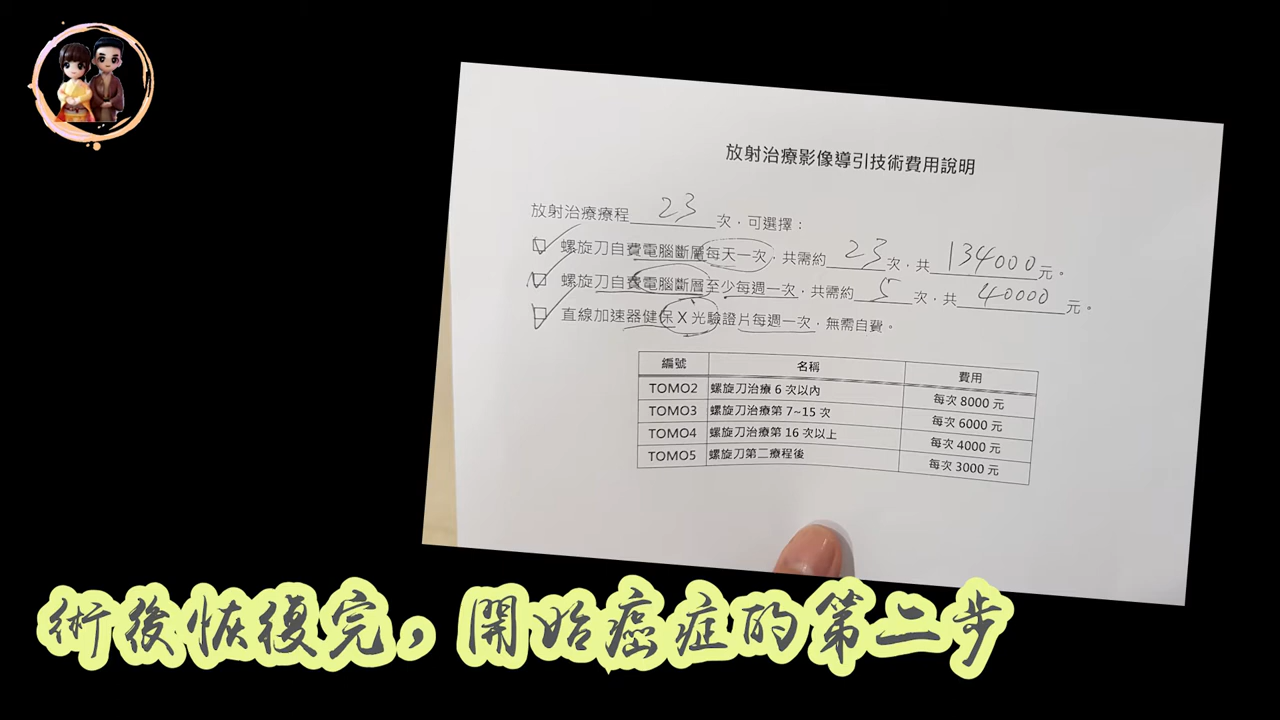 放射治療影像導引技術費用說明
放射治療療程 23 次，可選擇：
螺旋刀自費電腦斷層每天一次，共需約 23 次，共 134000 元。
螺旋刀自費電腦斷層至少每週一次，共需約 5 次，共 40000 元。
直線加速器健保X光驗證片每週一次，無需自費。
編號 名稱 費用
TOMO2 螺旋刀治療 6 次以內 每次 8000 元
TOMO3 螺旋刀治療第 7~15 次 每次 6000 元
TOMO4 螺旋刀治療第 16 次以上 每次 4000 元
TOMO5 螺旋刀第二療程後 每次 3000 元
術後恢復完，開始癌症的第二步